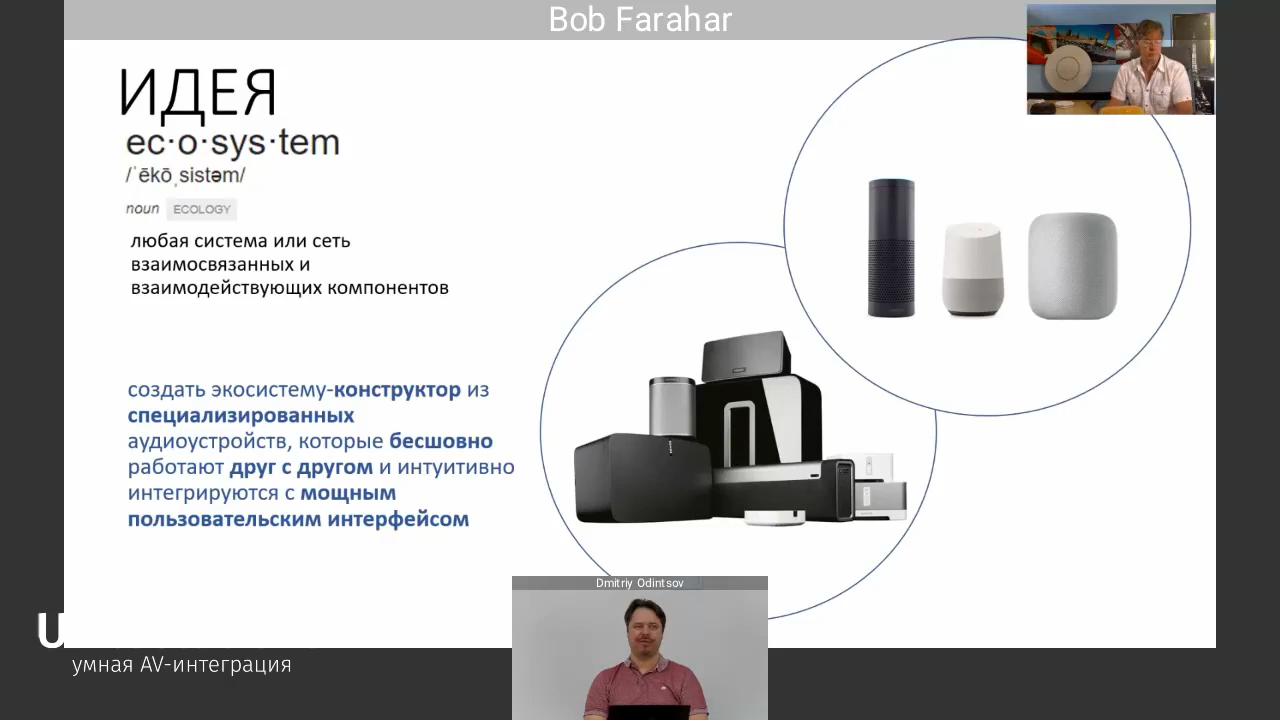 Bob Farahar
ИДЕЯ
ec·o·sys·tem
/ˈēkōˌsistəm/
noun ECOLOGY
любая система или сеть
взаимосвязанных и
взаимодействующих компонентов
создать экосистему-конструктор из
специализированных
аудиоустройств, которые бесшовно
работают друг с другом и интуитивно
интегрируются с мощным
пользовательским интерфейсом
Dmitriy Odintsov
U
умная AV-интеграция